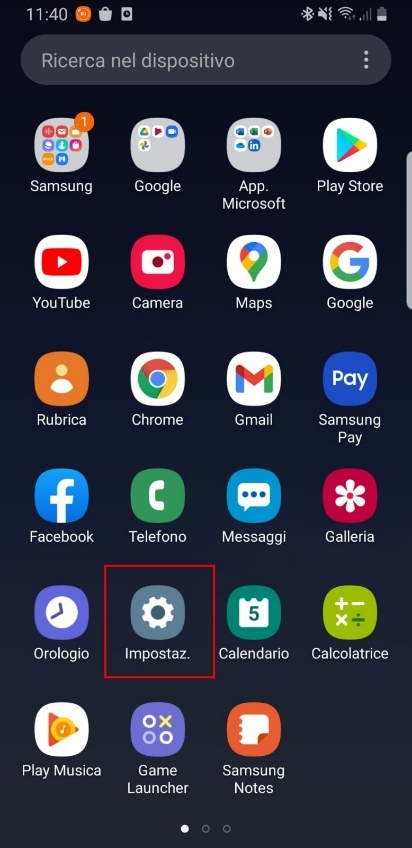 11:40
Ricerca nel dispositivo
1
Samsung
Google
App.
Microsoft
Play Store
YouTube
Camera
Maps
Google
Rubrica
Chrome
Gmail
Pay
Samsung
Pay
Facebook
Telefono
Messaggi
Galleria
Orologio
Impostaz.
5
Calendario
Calcolatrice
Play Musica
Game
Launcher
Samsung
Notes